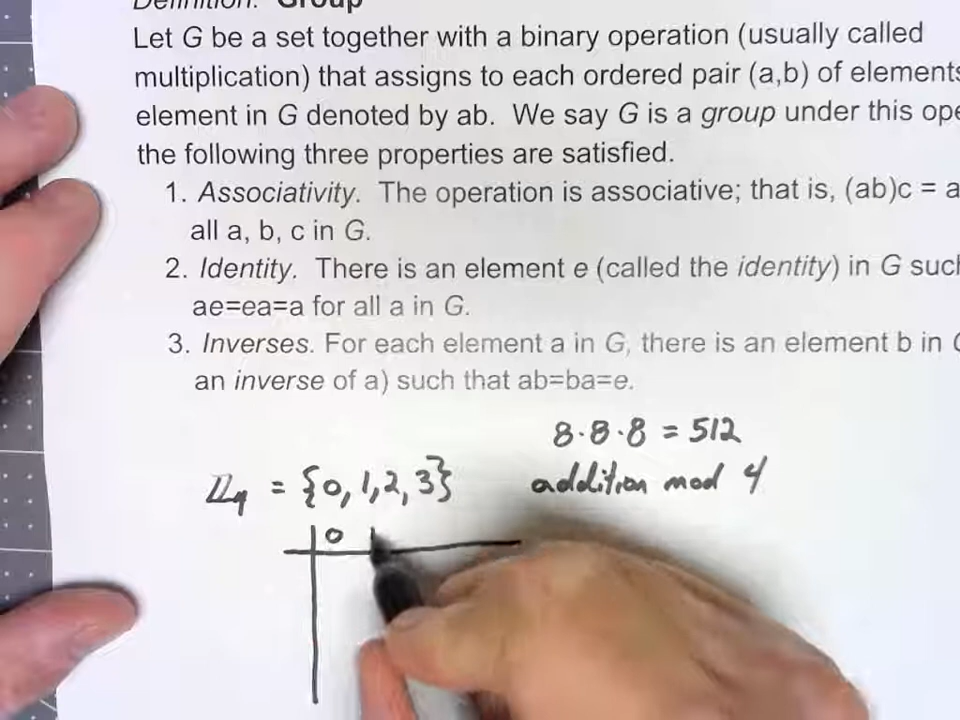 Definition: Group
Let G be a set together with a binary operation (usually called
multiplication) that assigns to each ordered pair (a,b) of elements
element in G denoted by ab. We say G is a group under this ope
the following three properties are satisfied.
1. Associativity. The operation is associative; that is, (ab)c = a
all a, b, c in G.
2. Identity. There is an element e (called the identity) in G such
ae=ea=a for all a in G.
3. Inverses. For each element a in G, there is an element b in G
an inverse of a) such that ab=ba=e.
8·8·8 = 512
ℤ4 = {0, 1, 2, 3} addition mod 4
0 1